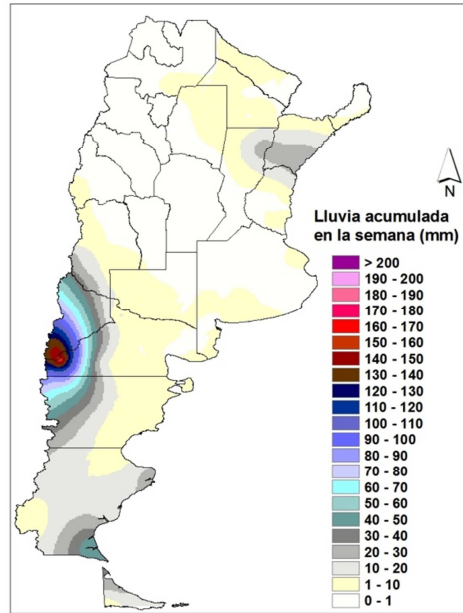 N
Lluvia acumulada
en la semana (mm)
> 200
190 - 200
180 - 190
170 - 180
160 - 170
150 - 160
140 - 150
130 - 140
120 - 130
110 - 120
100 - 110
90 - 100
80 - 90
70 - 80
60 - 70
50 - 60
40 - 50
30 - 40
20 - 30
10 - 20
1 - 10
0 - 1